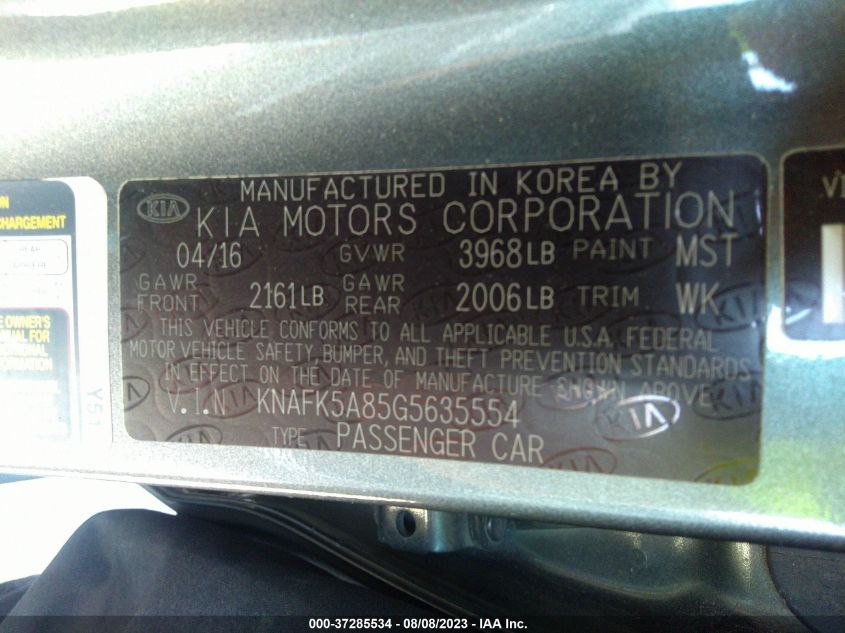 MANUFACTURED IN KOREA BY
KIA KIA MOTORS CORPORATION
04/16 GVWR 3968LB PAINT MST
GAWR FRONT 2161LB GAWR REAR 2006LB TRIM WK
THIS VEHICLE CONFORMS TO ALL APPLICABLE U.S.A. FEDERAL
MOTOR VEHICLE SAFETY BUMPER, AND THEFT PREVENTION STANDARDS
IN EFFECT ON THE DATE OF MANUFACTURE SHOWN ABOVE
V.I.N KNAFK5A85G5635554
KIA
TYPE PASSENGER CAR
CHARGEMENT
E OWNER'S
Y51
VI
000-37285534 - 08/08/2023 - IAA Inc.